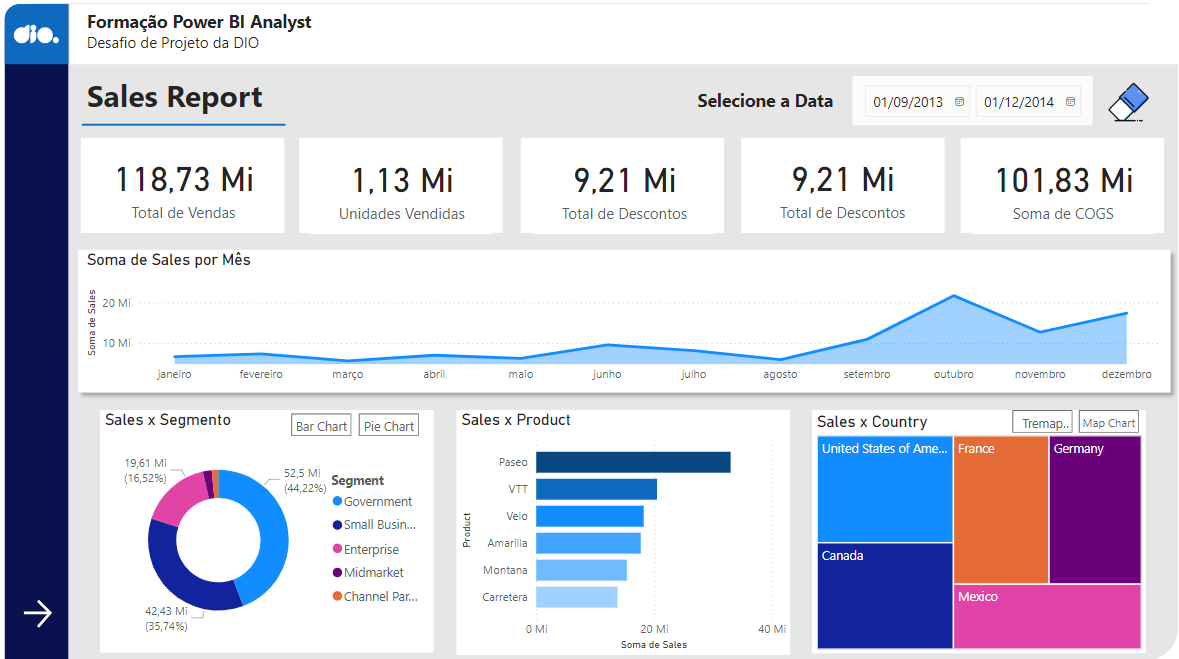 dio.
Formação Power BI Analyst
Desafio de Projeto da DIO
Sales Report
Selecione a Data
01/09/2013
01/12/2014
118,73 Mi
Total de Vendas
1,13 Mi
Unidades Vendidas
9,21 Mi
Total de Descontos
9,21 Mi
Total de Descontos
101,83 Mi
Soma de COGS
Soma de Sales por Mês
Soma de Sales
20 Mi
10 Mi
janeiro fevereiro março abril maio junho julho agosto setembro outubro novembro dezembro
Sales x Segmento
Bar Chart
Pie Chart
19,61 Mi
(16,52%)
52,5 Mi
(44,22%)
42,43 Mi
(35,74%)
Segment
Government
Small Busin...
Enterprise
Midmarket
Channel Par...
Sales x Product
Product
Paseo
VTT
Velo
Amarilla
Montana
Carretera
0 Mi 20 Mi 40 Mi
Soma de Sales
Sales x Country
Tremap..
Map Chart
United States of Ame...
France
Germany
Canada
Mexico